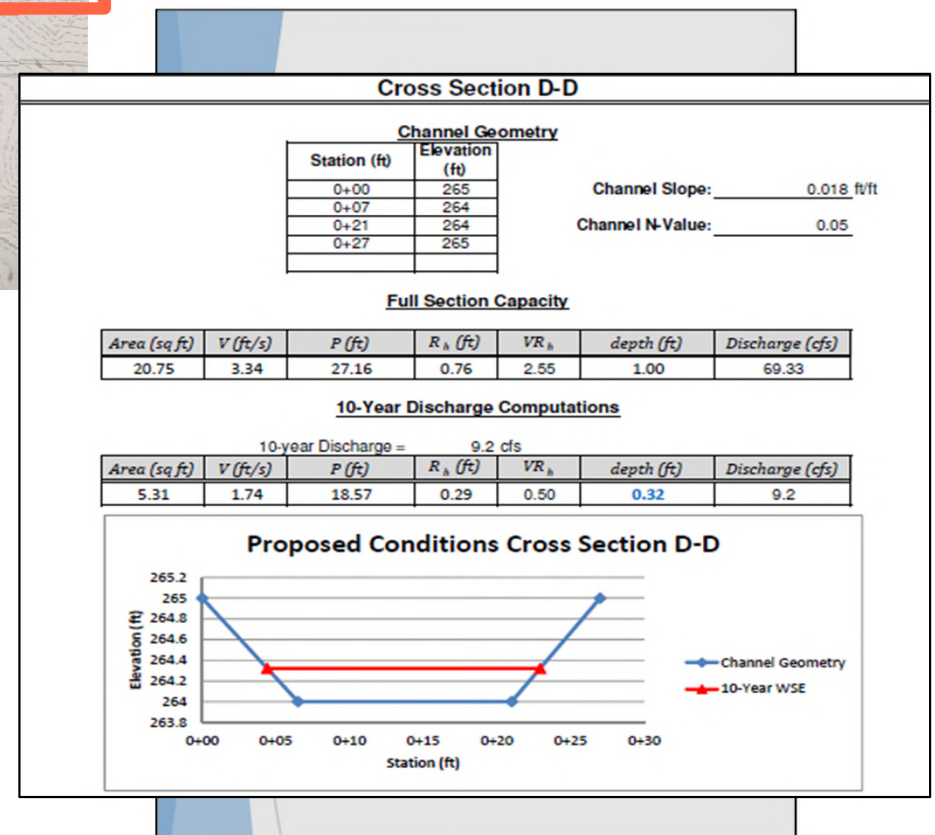 Cross Section D-D
Channel Geometry
Station (ft) Elevation (ft)
0+00 265
0+07 264
0+21 264
0+27 265
Channel Slope: 0.018 ft/ft
Channel N-Value: 0.05
Full Section Capacity
Area (sq ft) V (ft/s) P (ft) R h (ft) VR h depth (ft) Discharge (cfs)
20.75 3.34 27.16 0.76 2.55 1.00 69.33
10-Year Discharge Computations
10-year Discharge = 9.2 cfs
Area (sq ft) V (ft/s) P (ft) R h (ft) VR h depth (ft) Discharge (cfs)
5.31 1.74 18.57 0.29 0.50 0.32 9.2
Proposed Conditions Cross Section D-D
Elevation (ft)
265.2
265
264.8
264.6
264.4
264.2
264
263.8
0+00 0+05 0+10 0+15 0+20 0+25 0+30
Station (ft)
Channel Geometry
10-Year WSE